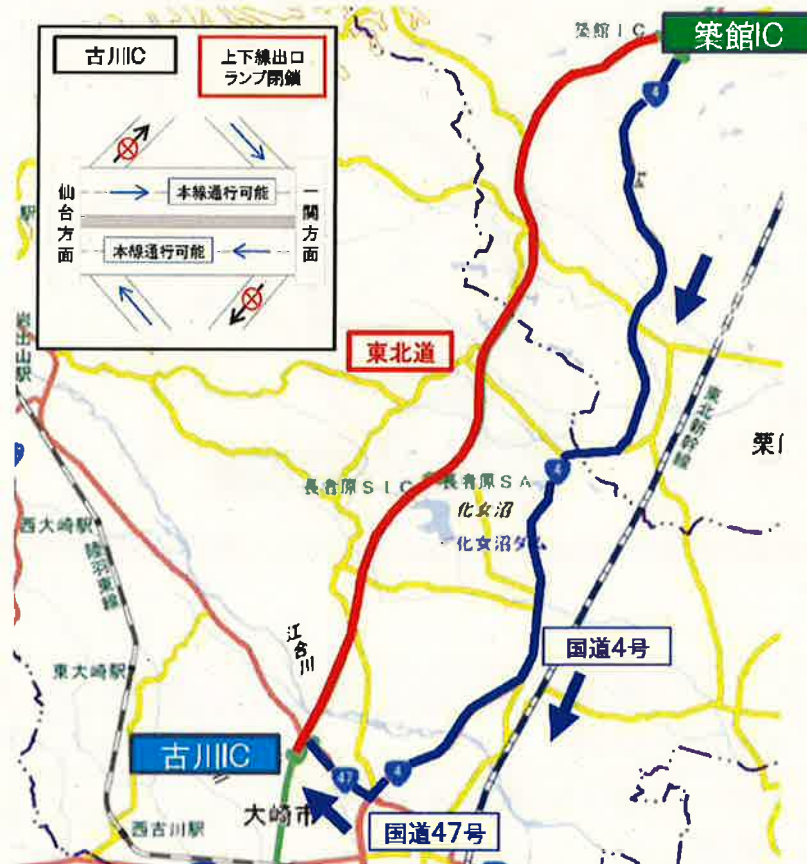 築館IC
築館IC
4
古川IC
上下線出口
ランプ閉鎖
仙台方面
本線通行可能
一関方面
本線通行可能
駅
岩出山駅
東北道
東北新幹線
4
長者原SIC
長者原SA
化女沼
化女沼ダム
西大崎駅
陸羽東線
江合川
東大崎駅
国道4号
古川IC
47
4
大崎市
西古川駅
国道47号